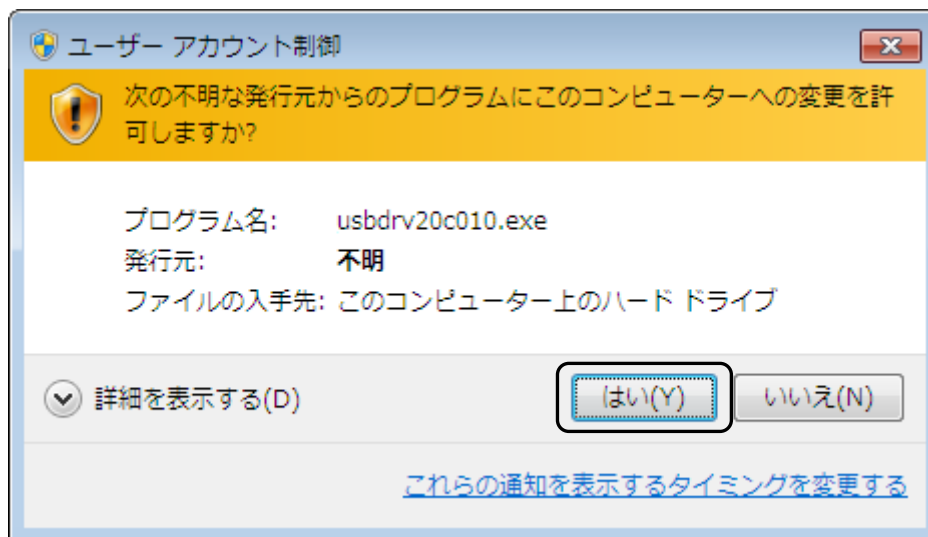 ユーザー アカウント制御
次の不明な発行元からのプログラムにこのコンピューターへの変更を許
可しますか?
プログラム名: usbdrv20c010.exe
発行元: 不明
ファイルの入手先: このコンピューター上のハード ドライブ
詳細を表示する(D) はい(Y) いいえ(N)
これらの通知を表示するタイミングを変更する